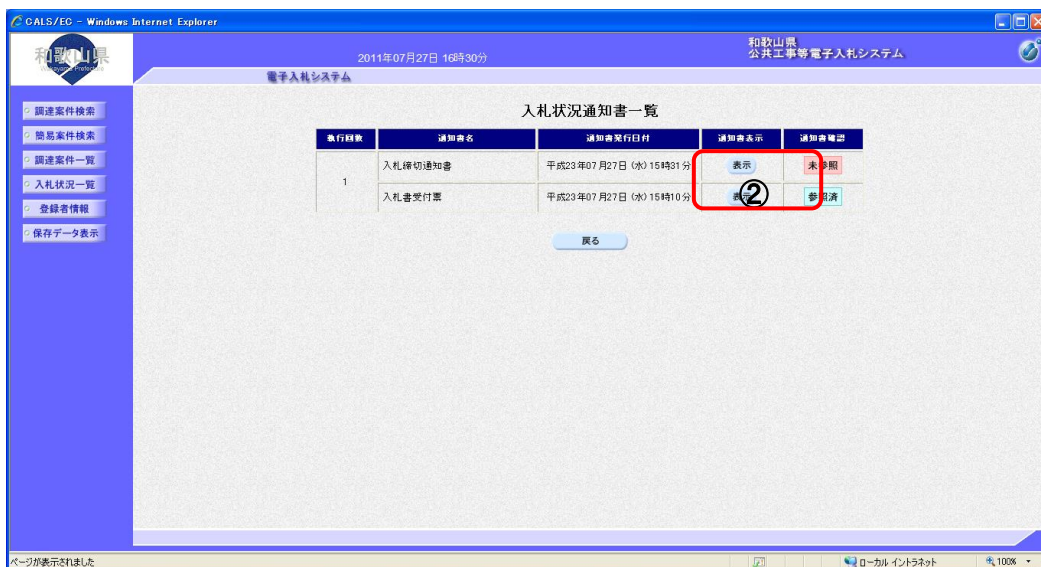 CALS/EC - Windows Internet Explorer
和歌山県
Wakayama Prefecture
2011年07月27日 16時30分
和歌山県
公共工事等電子入札システム
電子入札システム
調達案件検索
簡易案件検索
調達案件一覧
入札状況一覧
登録者情報
保存データ表示
入札状況通知書一覧
執行回数 通知書名 通知書発行日付 通知書表示 通知書確認
1
入札締切通知書 平成23年07月27日 (水) 15時31分 表示 未参照
入札書受付票 平成23年07月27日 (水) 15時10分 表示 参照済
②
戻る
ページが表示されました
ローカル イントラネット
100%